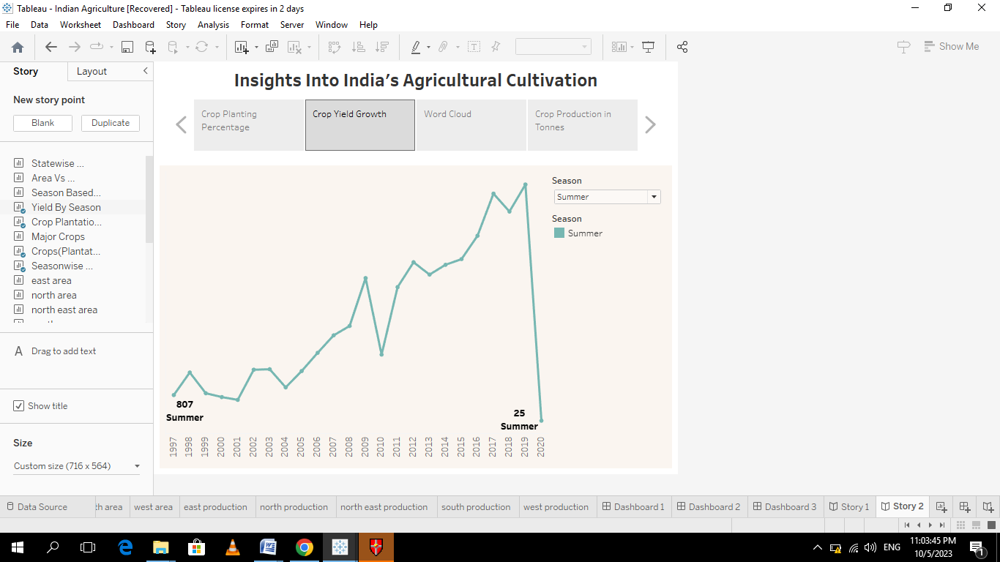 Tableau - Indian Agriculture [Recovered] - Tableau license expires in 2 days
File Data Worksheet Dashboard Story Analysis Format Server Window Help
Show Me
Story Layout
New story point
Blank Duplicate
Statewise ...
Area Vs ...
Season Based...
Yield By Season
Crop Plantatio...
Major Crops
Crops(Plantat...
Seasonwise ...
east area
north area
north east area
A Drag to add text
Show title
Size
Custom size (716 x 564)
Insights Into India’s Agricultural Cultivation
Crop Planting
Percentage
Crop Yield Growth
Word Cloud
Crop Production in
Tonnes
Season
Summer
Season
Summer
807
Summer
25
Summer
1997 1998 1999 2000 2001 2002 2003 2004 2005 2006 2007 2008 2009 2010 2011 2012 2013 2014 2015 2016 2017 2018 2019 2020
Data Source area west area east production north production north east production south production west production Dashboard 1 Dashboard 2 Dashboard 3 Story 1 Story 2
ENG
11:03:45 PM
10/5/2023
1